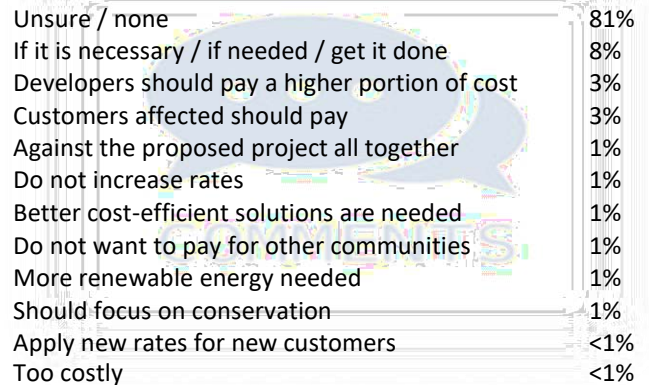 Unsure / none 81%
If it is necessary / if needed / get it done 8%
Developers should pay a higher portion of cost 3%
Customers affected should pay 3%
Against the proposed project all together 1%
Do not increase rates 1%
Better cost-efficient solutions are needed 1%
Do not want to pay for other communities 1%
COMMENTS
More renewable energy needed 1%
Should focus on conservation 1%
Apply new rates for new customers <1%
Too costly <1%